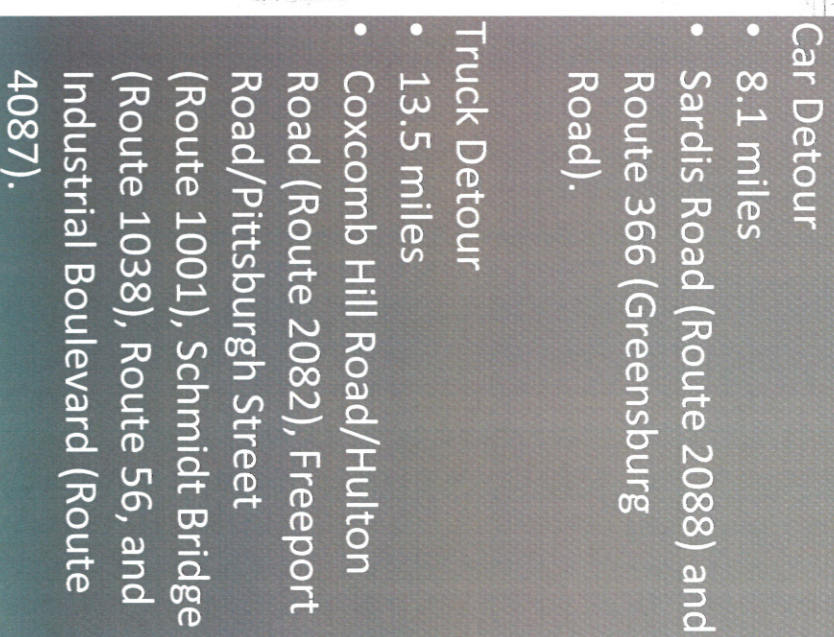 Car Detour
• 8.1 miles
• Sardis Road (Route 2088) and
Route 366 (Greensburg
Road).
Truck Detour
• 13.5 miles
• Coxcomb Hill Road/Hulton
Road (Route 2082), Freeport
Road/Pittsburgh Street
(Route 1001), Schmidt Bridge
(Route 1038), Route 56, and
Industrial Boulevard (Route
4087).